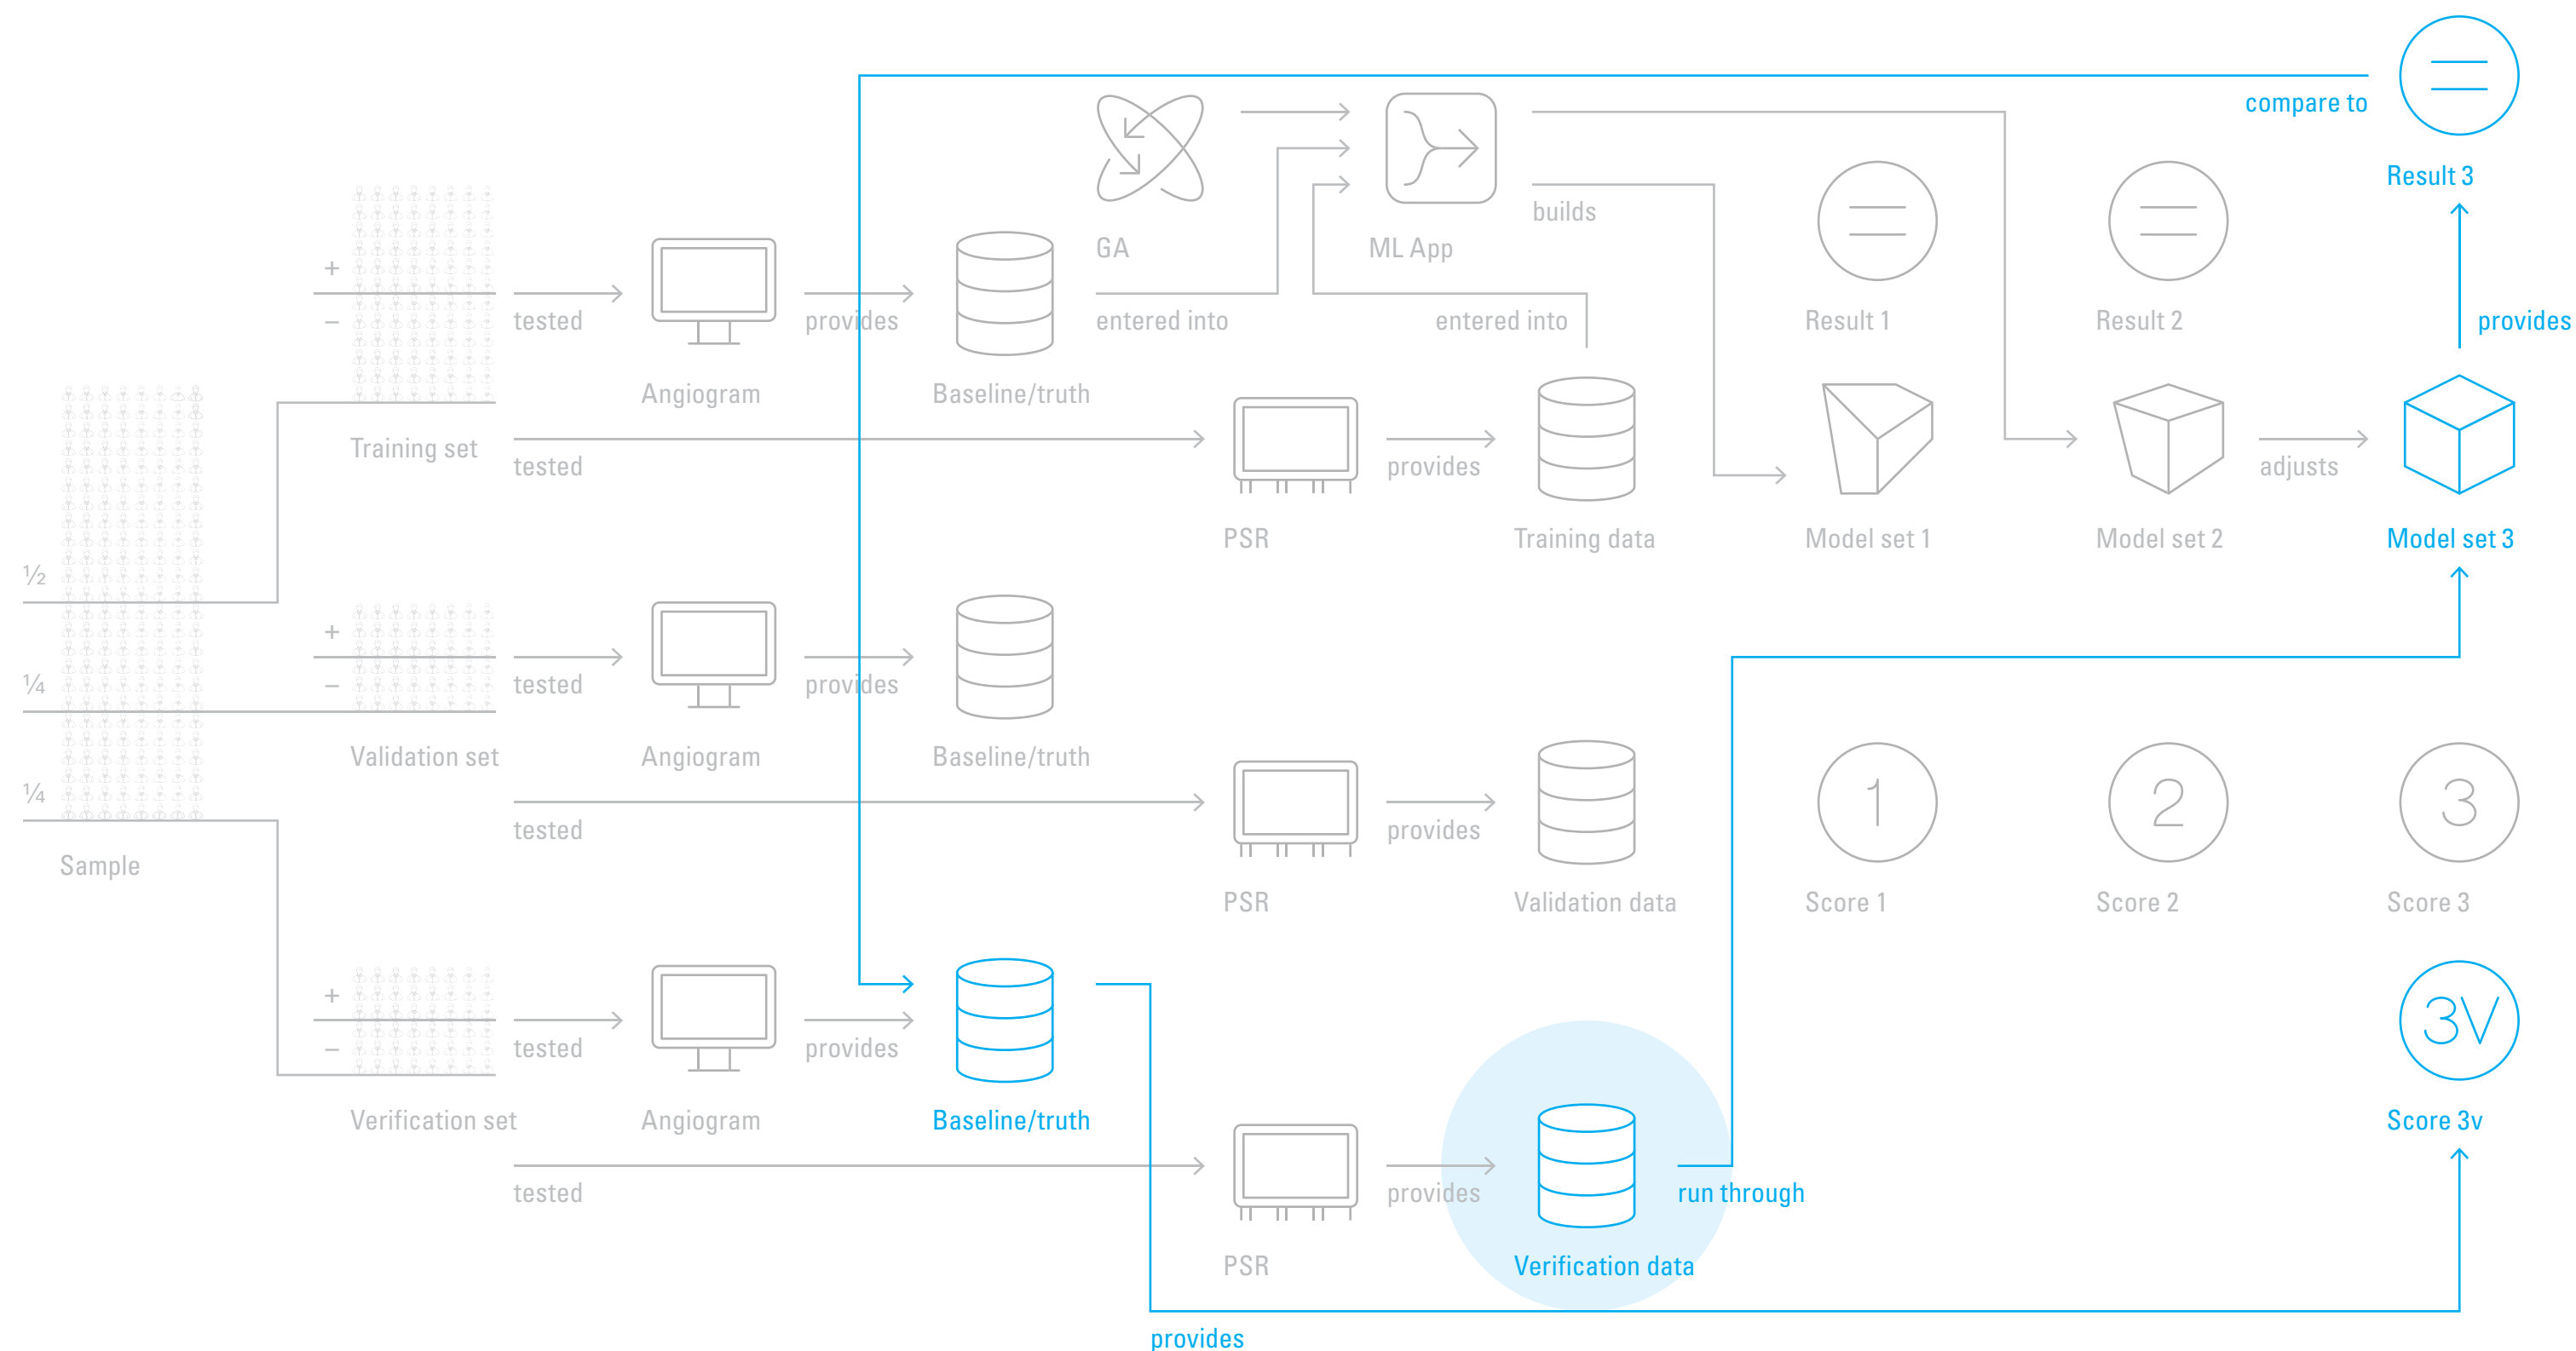 compare to
Result 3
builds
GA
ML App
+
−
tested
provides
entered into
entered into
Result 1
Result 2
provides
Angiogram
Baseline/truth
Training set
tested
provides
adjusts
PSR
Training data
Model set 1
Model set 2
Model set 3
½
+
−
¼
tested
provides
Validation set
Angiogram
Baseline/truth
1
2
3
¼
tested
provides
Sample
PSR
Validation data
Score 1
Score 2
Score 3
+
−
tested
provides
3V
Verification set
Angiogram
Baseline/truth
Score 3v
tested
provides
run through
PSR
Verification data
provides